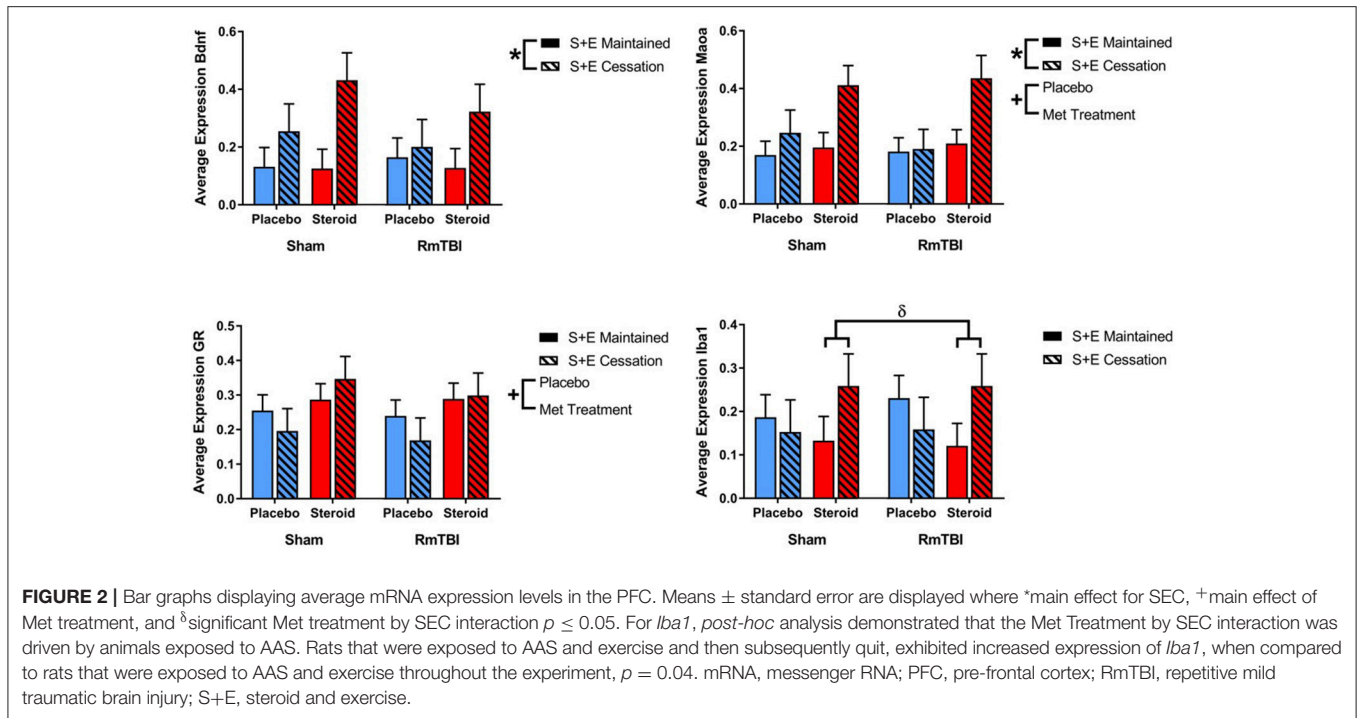 Average Expression Bdnf
0.6
0.4
0.2
0.0
Placebo Steroid Placebo Steroid
Sham RmTBI
* S+E Maintained
S+E Cessation
Average Expression Maoa
0.6
0.4
0.2
0.0
Placebo Steroid Placebo Steroid
Sham RmTBI
* S+E Maintained
S+E Cessation
+ Placebo
Met Treatment
Average Expression GR
0.5
0.4
0.3
0.2
0.1
0.0
Placebo Steroid Placebo Steroid
Sham RmTBI
S+E Maintained
S+E Cessation
+ Placebo
Met Treatment
Average Expression Iba1
0.4
0.3
0.2
0.1
0.0
δ
Placebo Steroid Placebo Steroid
Sham RmTBI
S+E Maintained
S+E Cessation
FIGURE 2 | Bar graphs displaying average mRNA expression levels in the PFC. Means ± standard error are displayed where *main effect for SEC, +main effect of
Met treatment, and δsignificant Met treatment by SEC interaction p ≤ 0.05. For Iba1, post-hoc analysis demonstrated that the Met Treatment by SEC interaction was
driven by animals exposed to AAS. Rats that were exposed to AAS and exercise and then subsequently quit, exhibited increased expression of Iba1, when compared
to rats that were exposed to AAS and exercise throughout the experiment, p = 0.04. mRNA, messenger RNA; PFC, pre-frontal cortex; RmTBI, repetitive mild
traumatic brain injury; S+E, steroid and exercise.